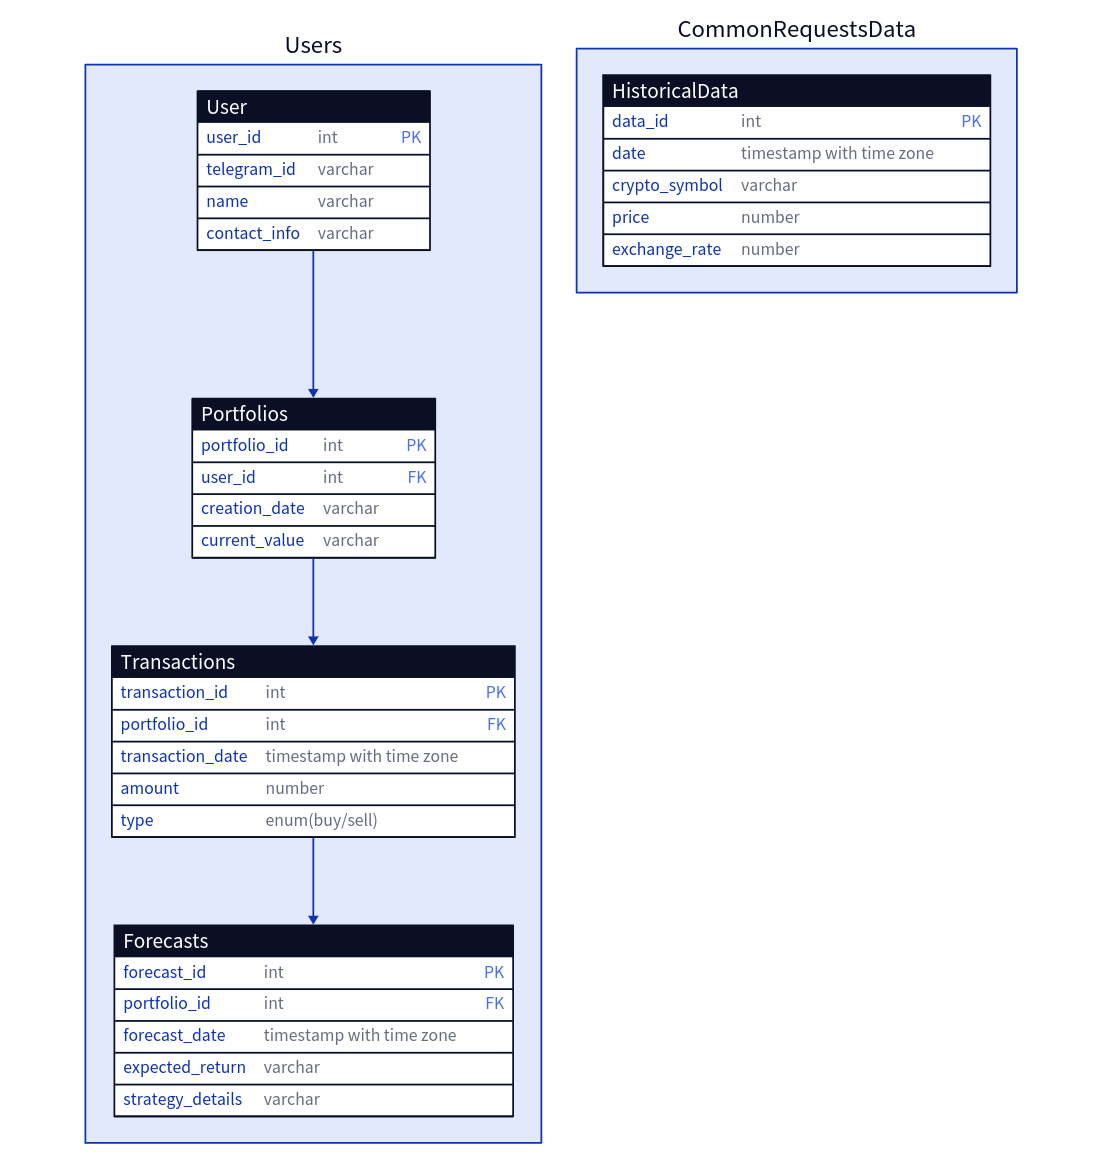 Users
User
user_id int PK
telegram_id varchar
name varchar
contact_info varchar
Portfolios
portfolio_id int PK
user_id int FK
creation_date varchar
current_value varchar
Transactions
transaction_id int PK
portfolio_id int FK
transaction_date timestamp with time zone
amount number
type enum(buy/sell)
Forecasts
forecast_id int PK
portfolio_id int FK
forecast_date timestamp with time zone
expected_return varchar
strategy_details varchar
CommonRequestsData
HistoricalData
data_id int PK
date timestamp with time zone
crypto_symbol varchar
price number
exchange_rate number